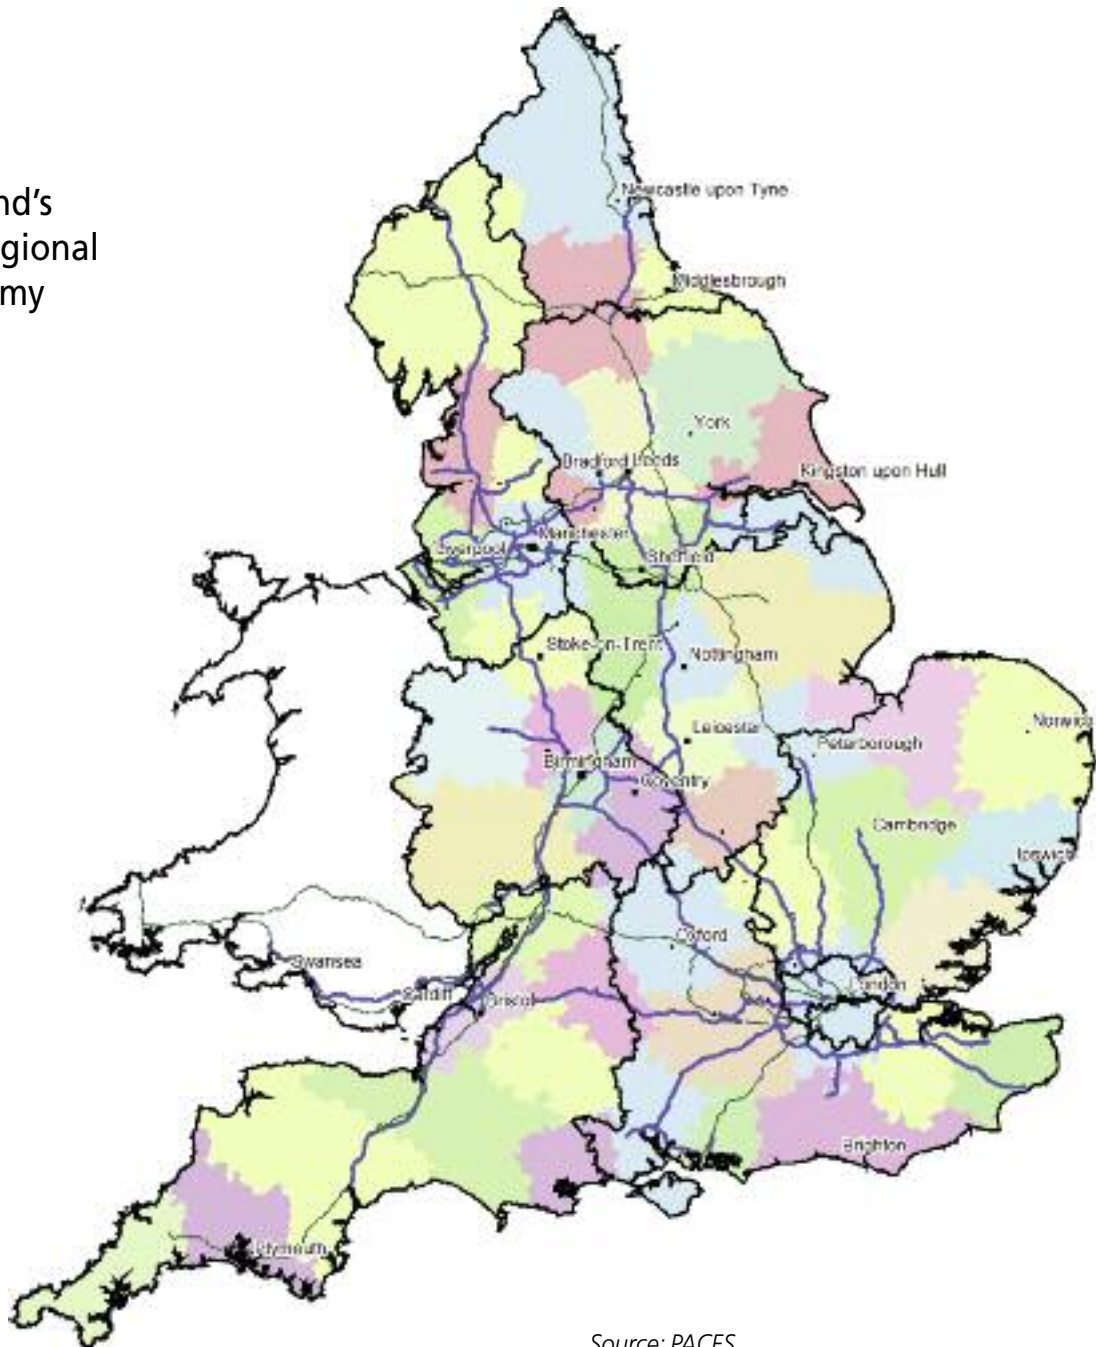 nd's
gional
my
Newcastle upon Tyne
Middlesbrough
York
Bradford Leeds
Kingston upon Hull
Manchester
Liverpool
Sheffield
Stoke-on-Trent
Nottingham
Leicester
Norwich
Peterborough
Birmingham
Coventry
Cambridge
Ipswich
Oxford
Swansea
London
Cardiff
Bristol
Brighton
Plymouth
Source: PACES